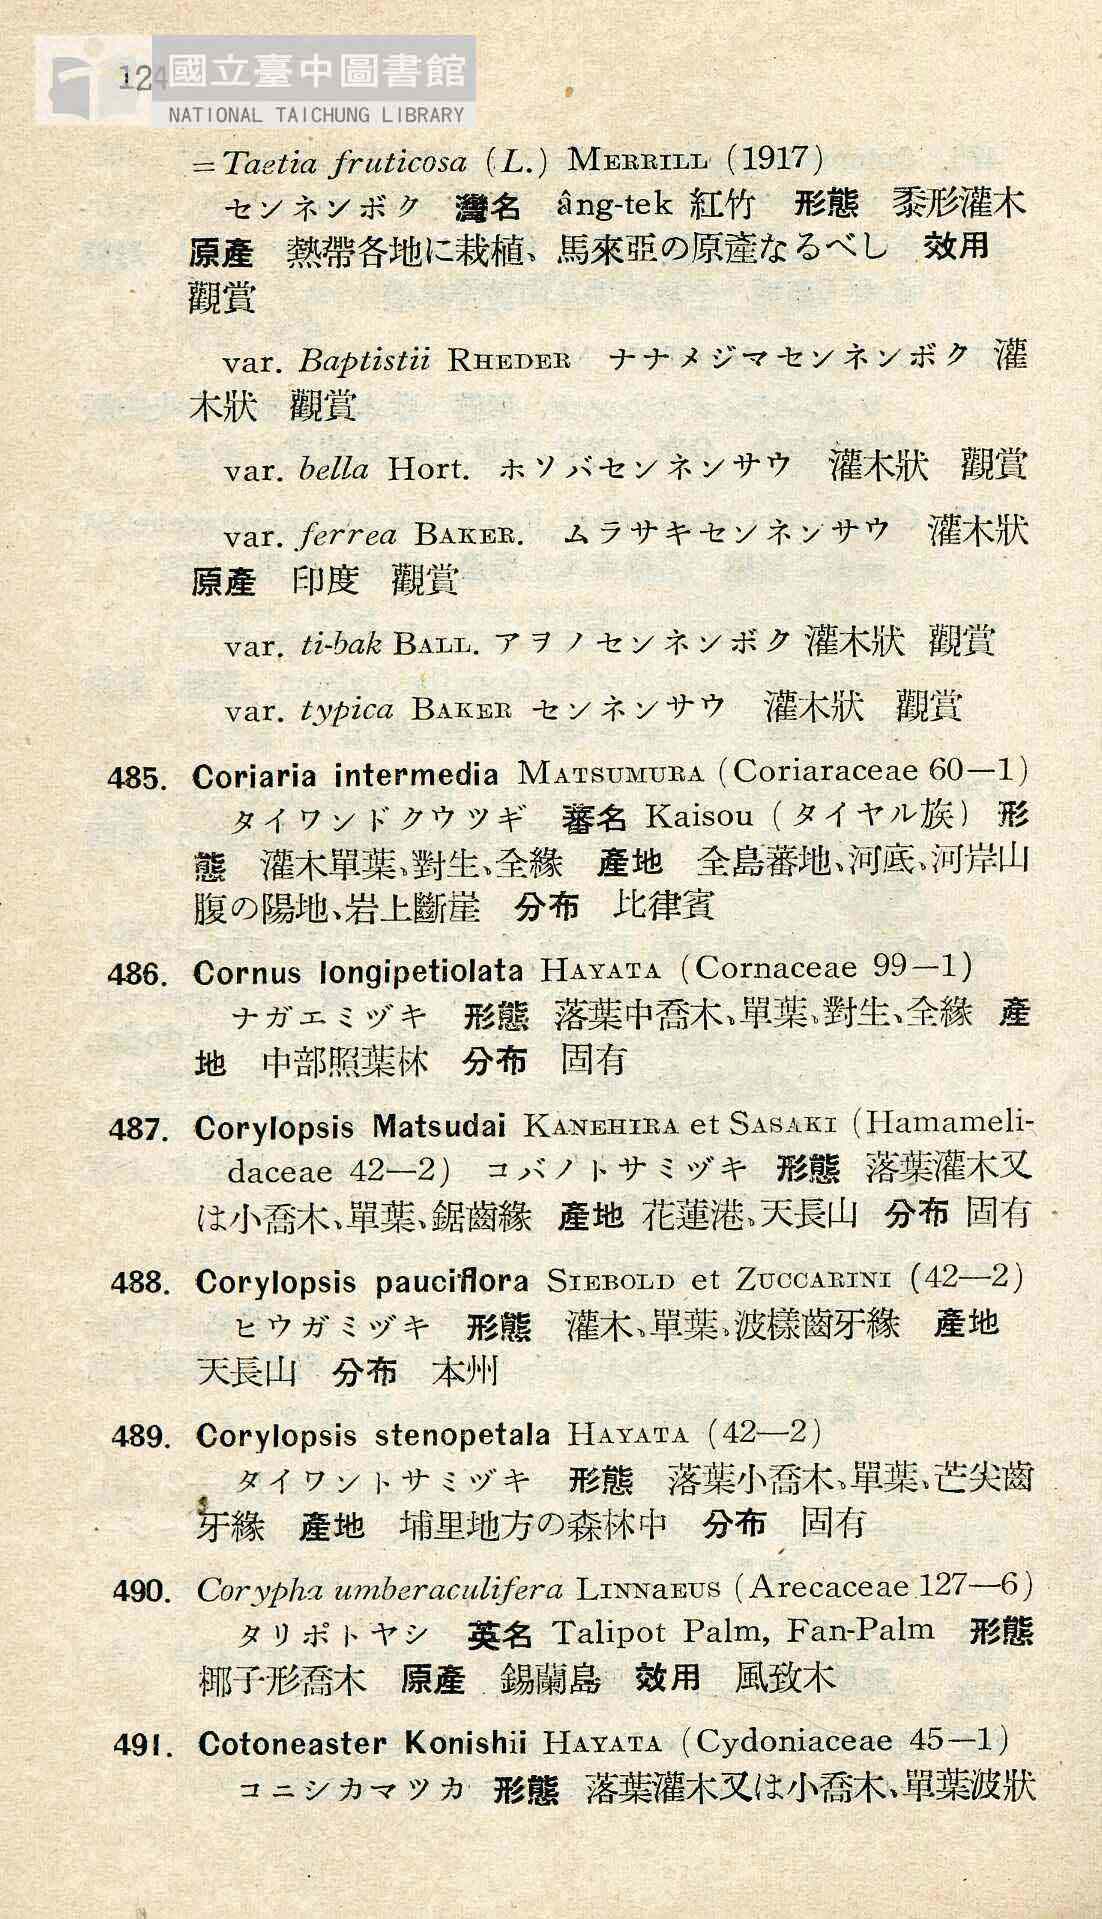 124
國立臺中圖書館
NATIONAL TAICHUNG LIBRARY
=Taetia fruticosa (L.) MERRILL (1917)
センネンボク 灣名 âng-tek 紅竹 形態 黍形灌木
原產 熱帶各地に栽植、馬來亞の原產なるべし 效用
觀賞
var. Baptistii RHEDER ナナメジマセンネンボク 灌
木狀 觀賞
var. bella Hort. ホソバセンネンサウ 灌木狀 觀賞
var. ferrea BAKER. ムラサキセンネンサウ 灌木狀
原產 印度 觀賞
var. ti-bak BALL. アヲノセンネンボク 灌木狀 觀賞
var. typica BAKER センネンサウ 灌木狀 觀賞
485. Coriaria intermedia MATSUMURA (Coriaraceae 60—1)
タイワンドクウツギ 蕃名 Kaisou (タイヤル族) 形
態 灌木單葉、對生、全緣 產地 全島蕃地、河底、河岸山
腹の陽地、岩上斷崖 分布 比律賓
486. Cornus longipetiolata HAYATA (Cornaceae 99—1)
ナガエミヅキ 形態 落葉中喬木、單葉、對生、全緣 產
地 中部照葉林 分布 固有
487. Corylopsis Matsudai KANEHIRA et SASAKI (Hamameli-
daceae 42—2) コバノトサミヅキ 形態 落葉灌木又
は小喬木、單葉、鋸齒緣 產地 花蓮港、天長山 分布 固有
488. Corylopsis pauciflora SIEBOLD et ZUCCARINI (42—2)
ヒウガミヅキ 形態 灌木、單葉、波樣齒牙緣 產地
天長山 分布 本州
489. Corylopsis stenopetala HAYATA (42—2)
タイワントサミヅキ 形態 落葉小喬木、單葉、芒尖齒
牙緣 產地 埔里地方の森林中 分布 固有
490. Corypha umberaculifera LINNaEUS (Arecaceae 127—6)
タリポトヤシ 英名 Talipot Palm, Fan-Palm 形態
椰子形喬木 原產 錫蘭島 效用 風致木
491. Cotoneaster Konishii HAYATA (Cydoniaceae 45—1)
コニシカマツカ 形態 落葉灌木又は小喬木、單葉波狀